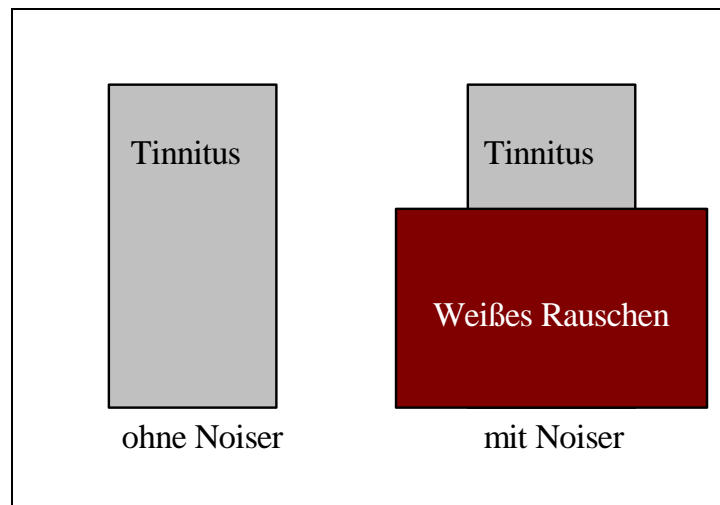 Tinnitus
Tinnitus
Weißes Rauschen
ohne Noiser
mit Noiser